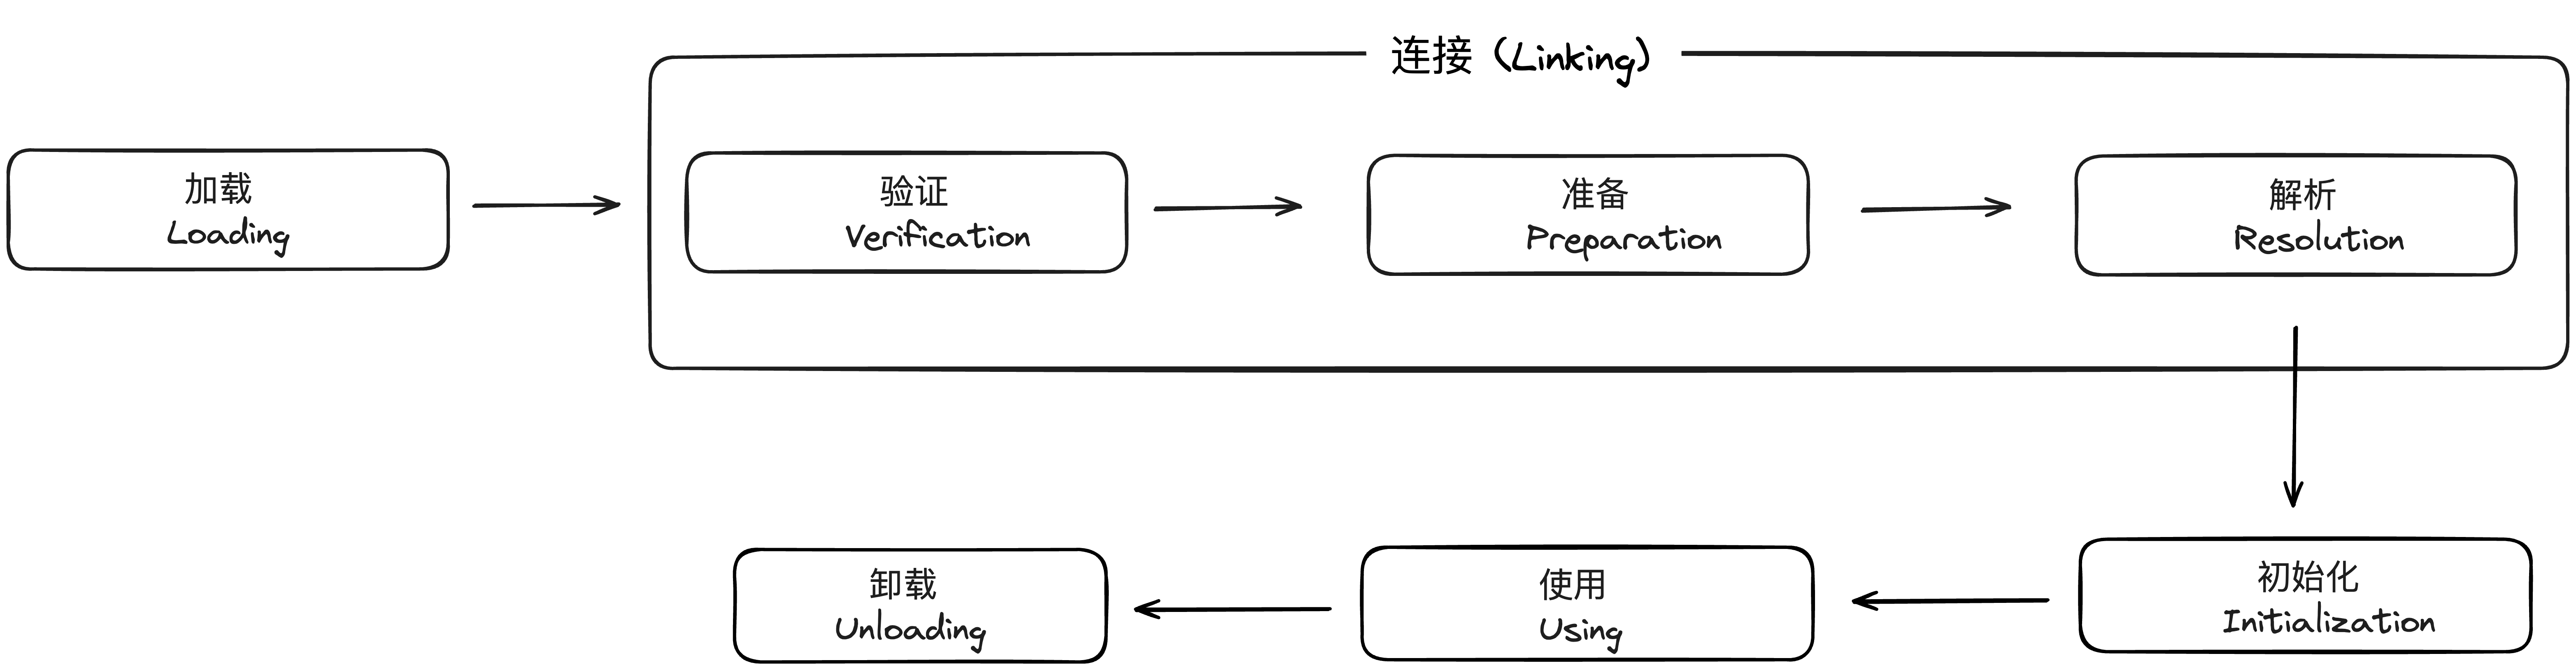 连接（Linking）
加载
Loading
验证
Verification
准备
Preparation
解析
Resolution
卸载
Unloading
使用
Using
初始化
Initialization